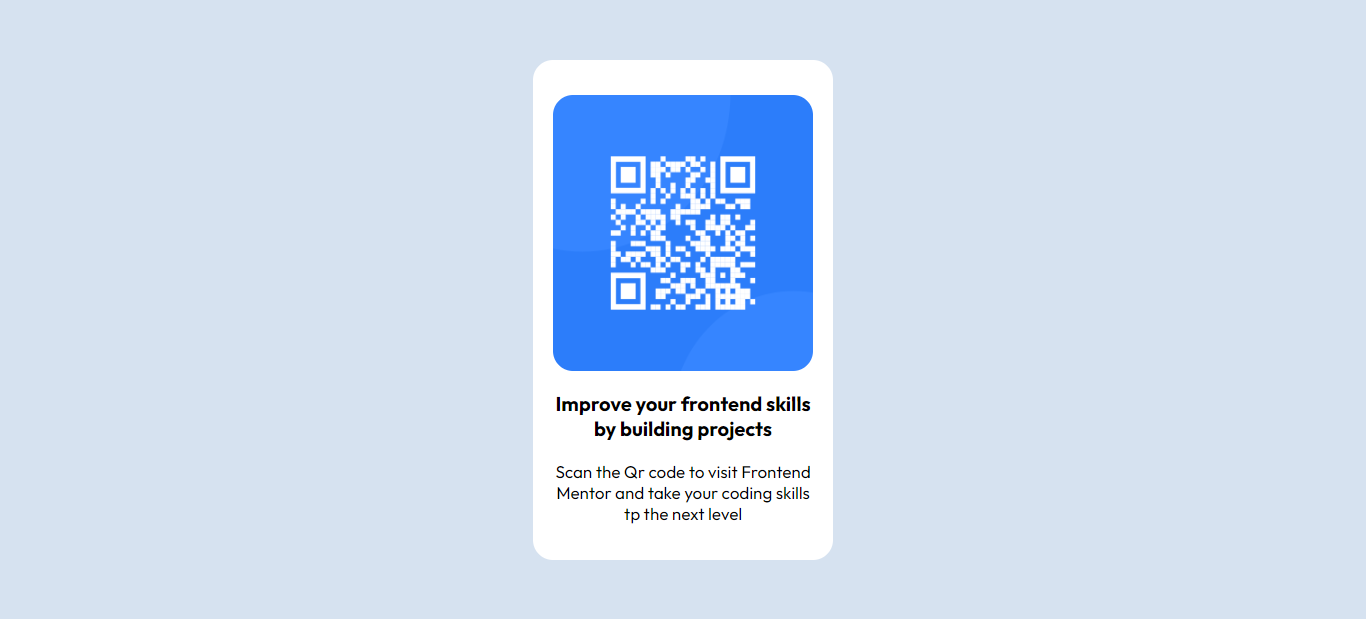 Improve your frontend skills
by building projects
Scan the Qr code to visit Frontend
Mentor and take your coding skills
tp the next level